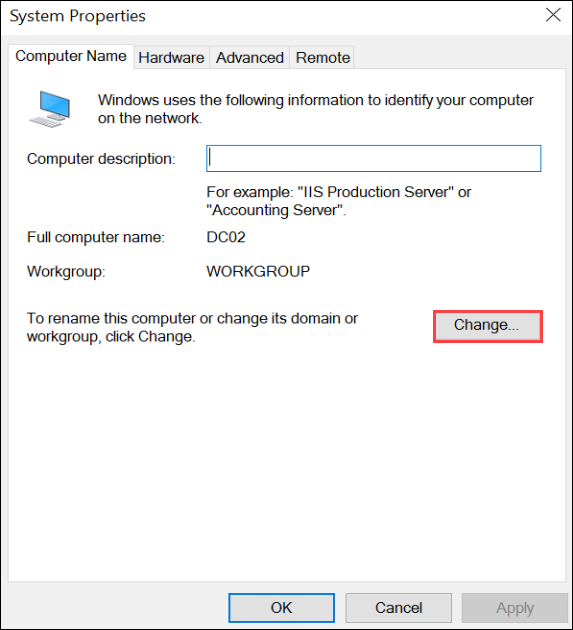 System Properties
Computer Name
Hardware
Advanced
Remote
Windows uses the following information to identify your computer
on the network.
Computer description:
For example: "IIS Production Server" or
"Accounting Server".
Full computer name:
DC02
Workgroup:
WORKGROUP
To rename this computer or change its domain or
workgroup, click Change.
Change...
OK
Cancel
Apply